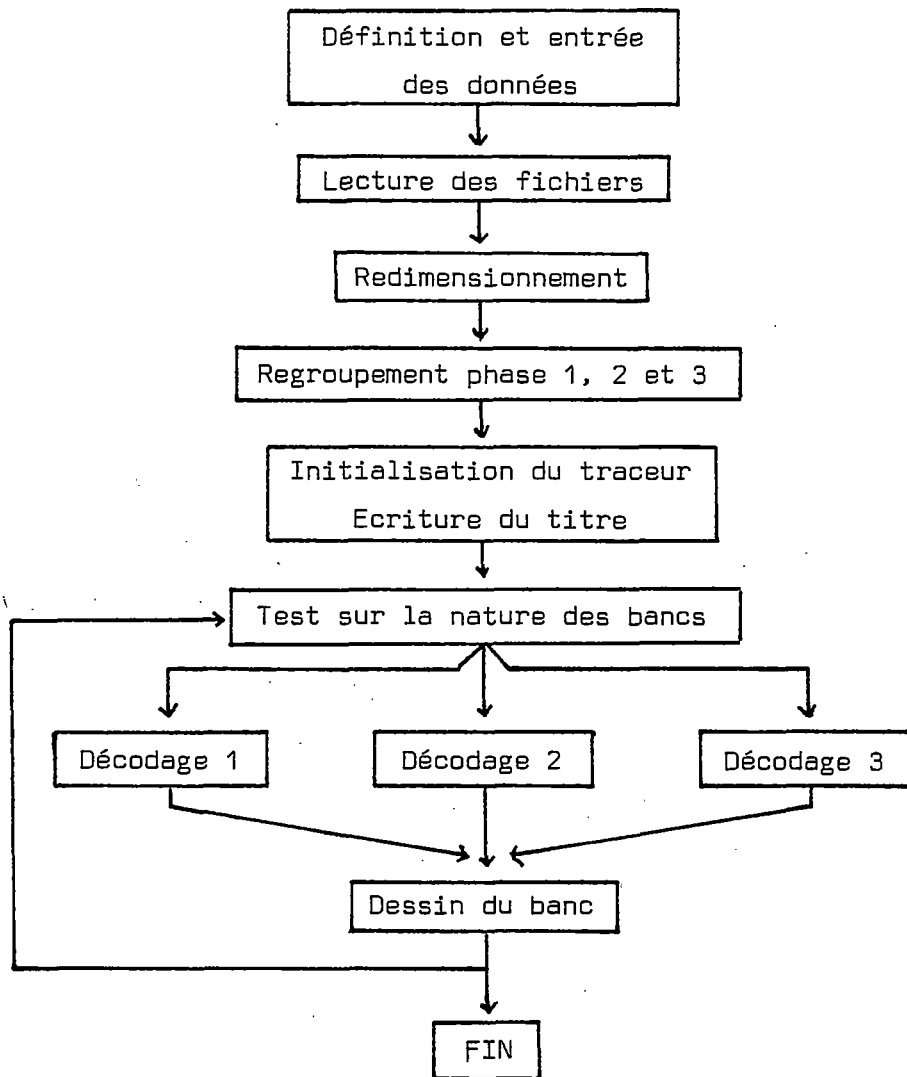 Définition et entrée
des données
Lecture des fichiers
Redimensionnement
Regroupement phase 1, 2 et 3
Initialisation du traceur
Ecriture du titre
Test sur la nature des bancs
Décodage 1
Décodage 2
Décodage 3
Dessin du banc
FIN